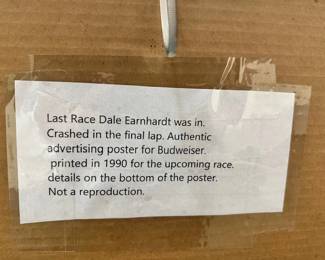 Last Race Dale Earnhardt was in.
Crashed in the final lap. Authentic
advertising poster for Budweiser.
printed in 1990 for the upcoming race.
details on the bottom of the poster.
Not a reproduction.